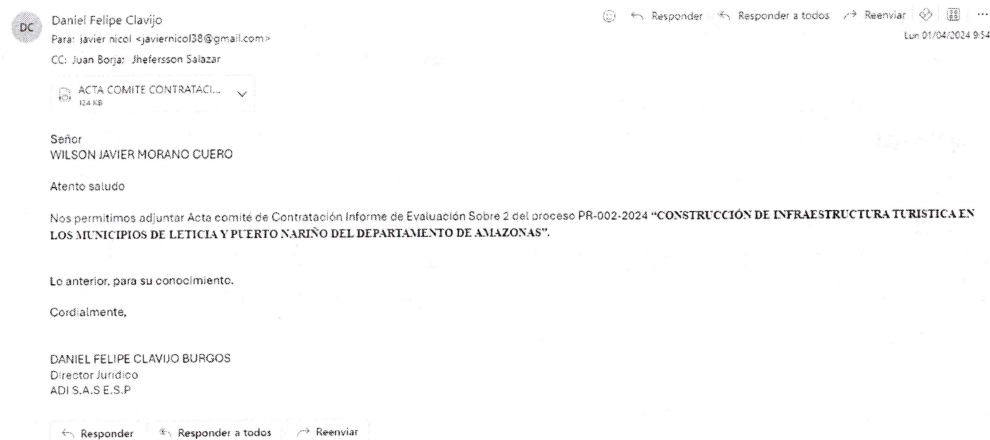 DC
Daniel Felipe Clavijo
Responder
Responder a todos
Reenviar
Para: javier nicol <javiernicol38@gmail.com>
Lun 01/04/2024 9:54
CC: Juan Borja; Jhefersson Salazar
ACTA COMITE CONTRATACI...
124 KB
Señor
WILSON JAVIER MORANO CUERO
Atento saludo
Nos permitimos adjuntar Acta comité de Contratación Informe de Evaluación Sobre 2 del proceso PR-002-2024 “CONSTRUCCIÓN DE INFRAESTRUCTURA TURISTICA EN
LOS MUNICIPIOS DE LETICIA Y PUERTO NARIÑO DEL DEPARTAMENTO DE AMAZONAS”.
Lo anterior, para su conocimiento.
Cordialmente,
DANIEL FELIPE CLAVIJO BURGOS
Director Jurídico
ADI S.A.S E.S.P
Responder
Responder a todos
Reenviar